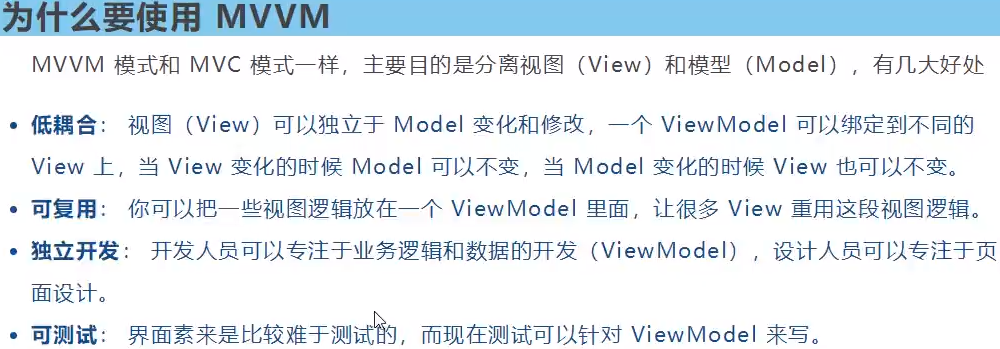 为什么要使用 MVVM
MVVM 模式和 MVC 模式一样，主要目的是分离视图（View）和模型（Model），有几大好处
• 低耦合： 视图（View）可以独立于 Model 变化和修改，一个 ViewModel 可以绑定到不同的
View 上，当 View 变化的时候 Model 可以不变，当 Model 变化的时候 View 也可以不变。
• 可复用： 你可以把一些视图逻辑放在一个 ViewModel 里面，让很多 View 重用这段视图逻辑。
• 独立开发： 开发人员可以专注于业务逻辑和数据的开发（ViewModel），设计人员可以专注于页
面设计。
• 可测试： 界面素来是比较难于测试的，而现在测试可以针对 ViewModel 来写。